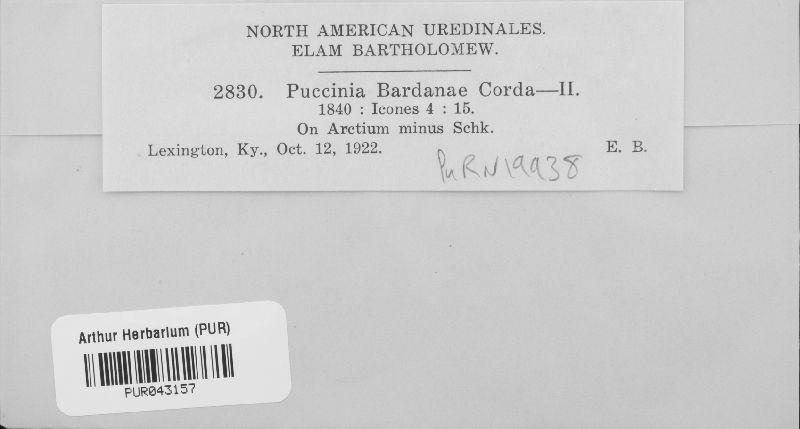 NORTH AMERICAN UREDINALES.
ELAM BARTHOLOMEW.
2830. Puccinia Bardanae Corda—II.
1840 : Icones 4 : 15.
On Arctium minus Schk.
Lexington, Ky., Oct. 12, 1922. E. B.
PuRN19938
Arthur Herbarium (PUR)
PUR043157